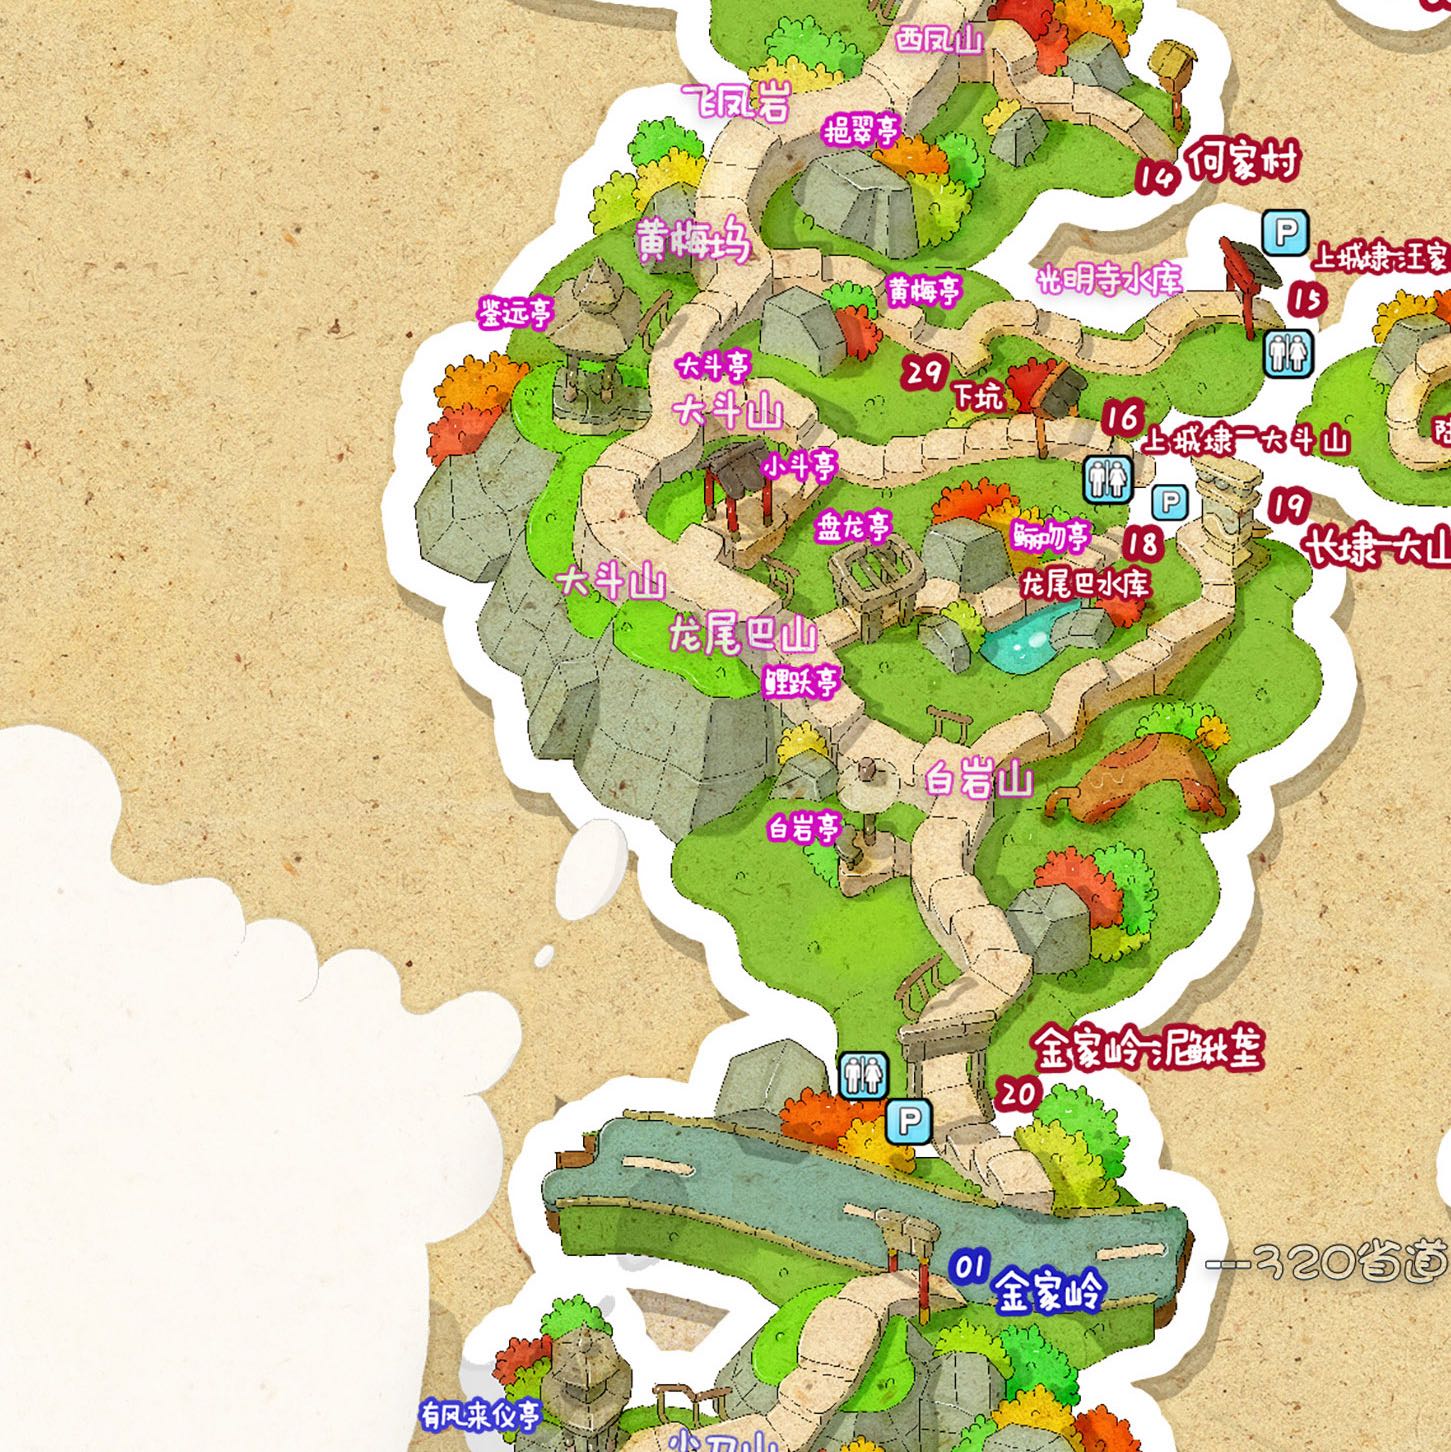 西凤山
飞凤岩
挹翠亭
14 何家村
P
黄梅坞
上城埭-汪家
光明寺水库
黄梅亭
15
鉴远亭
大斗亭
29 下坑
大斗山
16 上城埭-大斗山
小斗亭
P
19 长埭-大山
盘龙亭
鲡吻亭
18
龙尾巴水库
大斗山
龙尾巴山
鲤跃亭
白岩山
白岩亭
金家岭-泥鳅垄
20
P
01 金家岭
---320省道
有风来仪亭